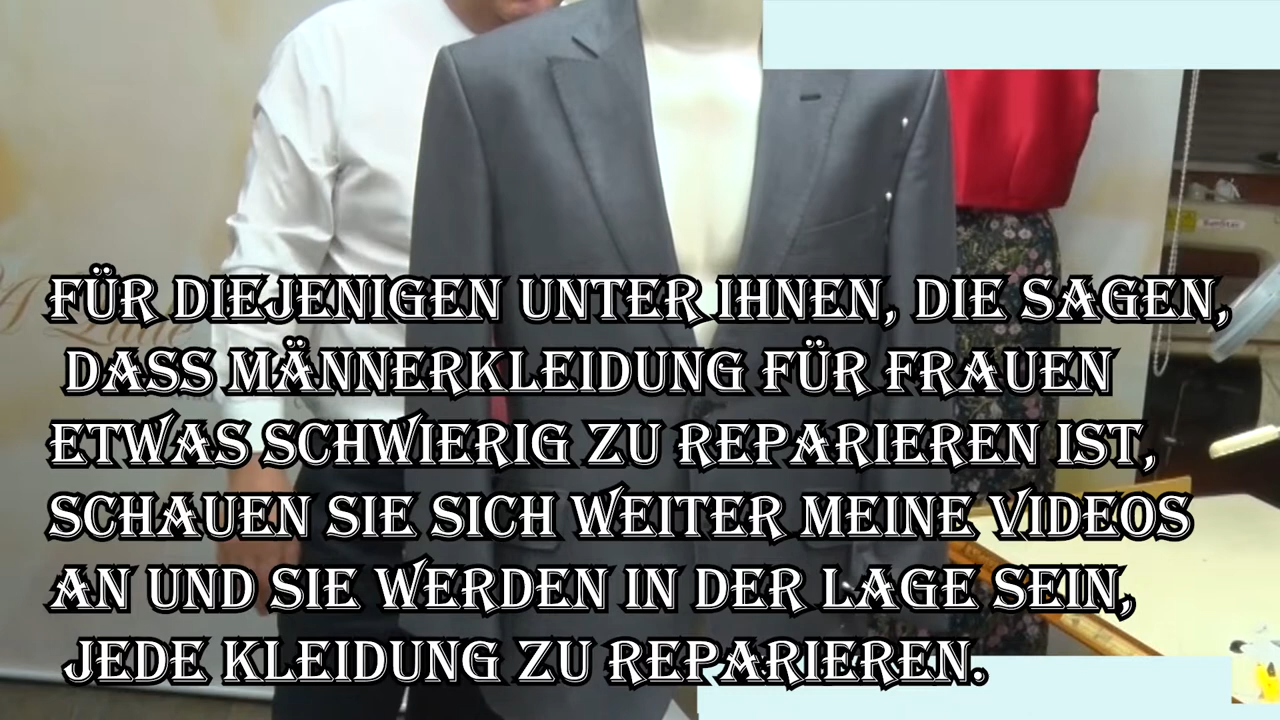 FÜR DIEJENIGEN UNTER IHNEN, DIE SAGEN,
DASS MÄNNERKLEIDUNG FÜR FRAUEN
ETWAS SCHWIERIG ZU REPARIEREN IST,
SCHAUEN SIE SICH WEITER MEINE VIDEOS
AN UND SIE WERDEN IN DER LAGE SEIN,
JEDE KLEIDUNG ZU REPARIEREN.